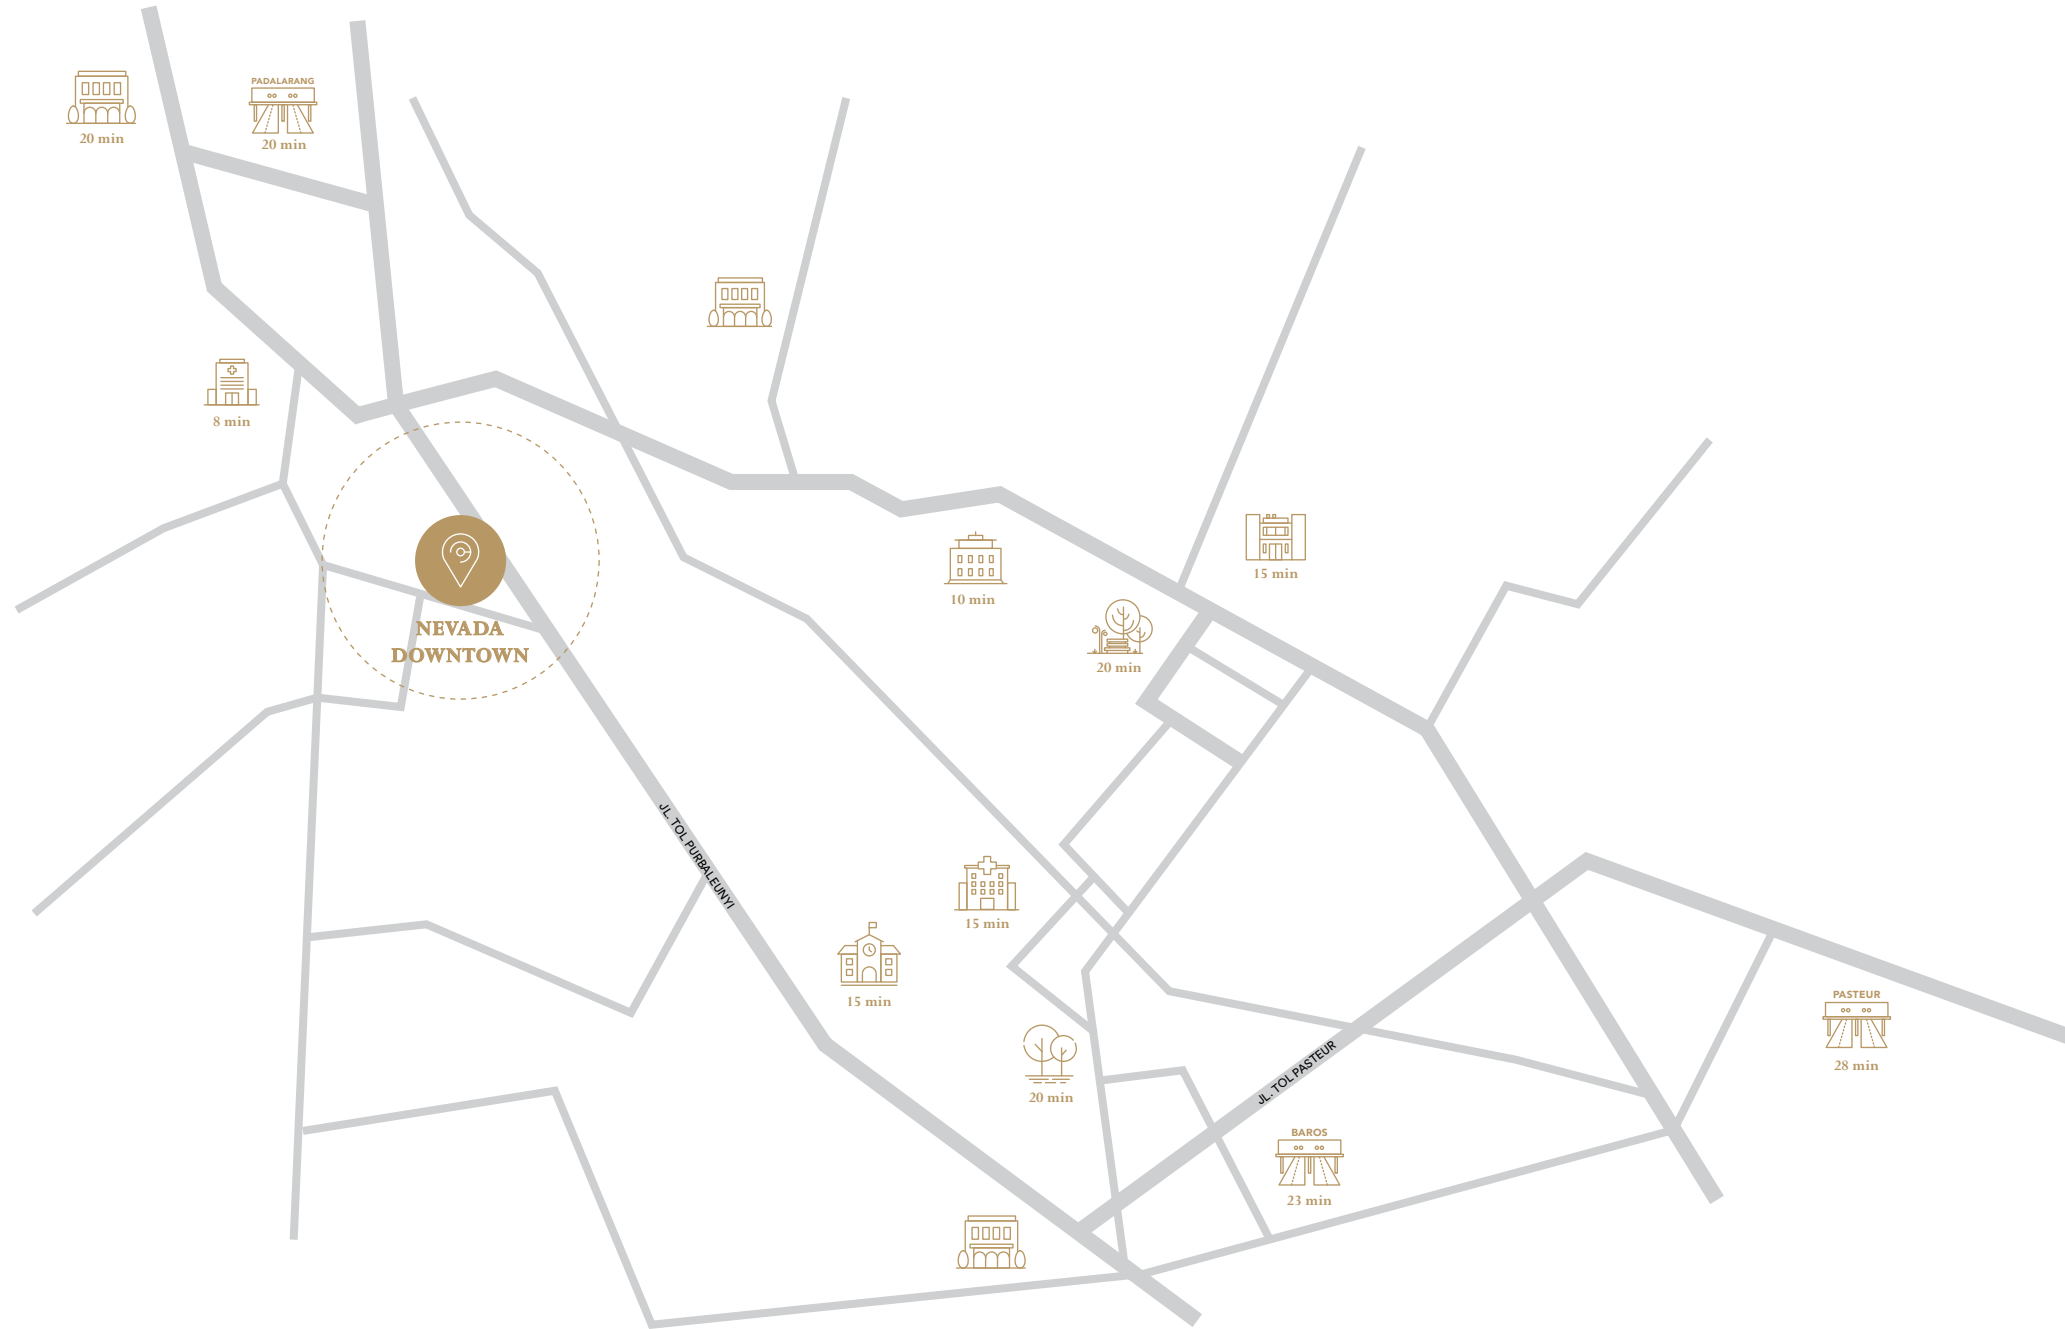 PADALARANG
20 min
20 min
8 min
15 min
10 min
NEVADA
DOWNTOWN
20 min
JL. TOL PURBALEUNYI
15 min
15 min
PASTEUR
28 min
JL. TOL PASTEUR
20 min
BAROS
23 min